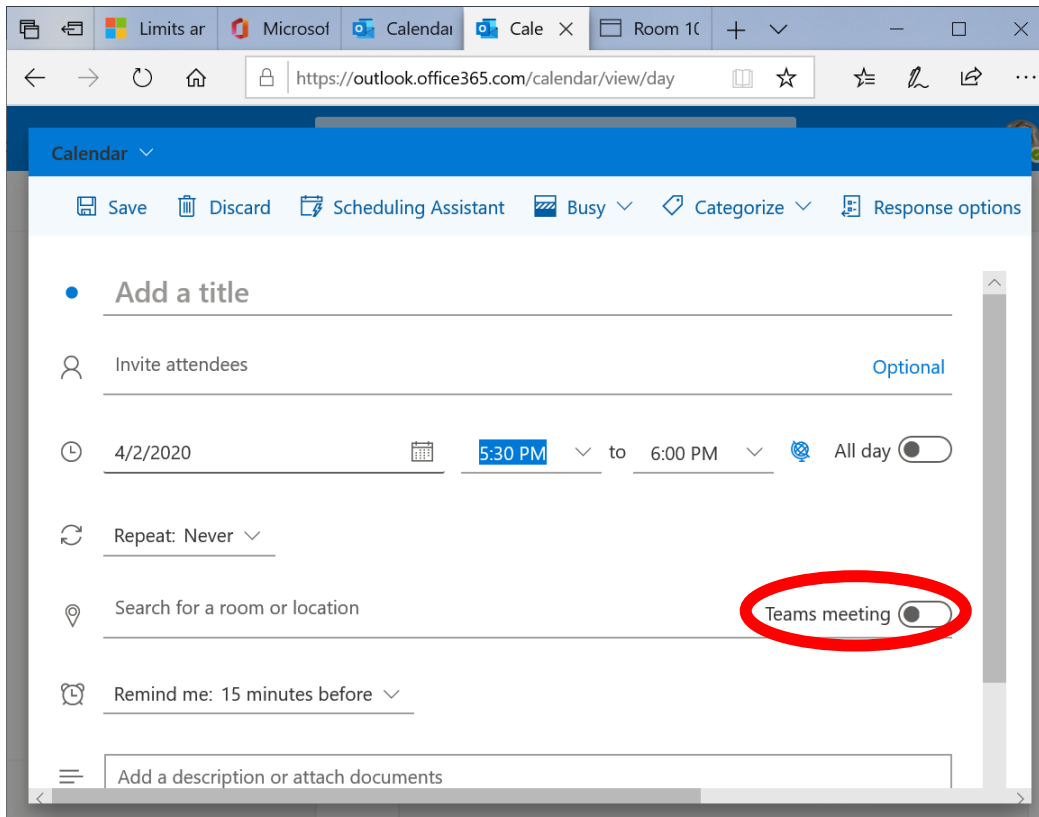 Limits ar Microsof Calendar Cale Room 10
https://outlook.office365.com/calendar/view/day
Calendar
Save Discard Scheduling Assistant Busy Categorize Response options
Add a title
Invite attendees Optional
4/2/2020 5:30 PM to 6:00 PM All day
Repeat: Never
Search for a room or location Teams meeting
Remind me: 15 minutes before
Add a description or attach documents